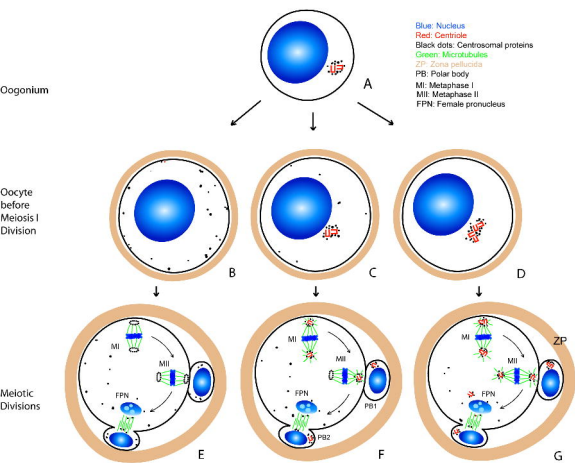 Blue: Nucleus
Red: Centriole
Black dots: Centrosomal proteins
Green: Microtubules
ZP: Zona pellucida
PB: Polar body
MI: Metaphase I
MII: Metaphase II
FPN: Female pronucleus
Oogonium
A
Oocyte
before
Meiosis I
Division
B
C
D
Meiotic
Divisions
MI
MII
FPN
E
MI
MII
FPN
PB1
PB2
F
MI
MII
FPN
ZP
G